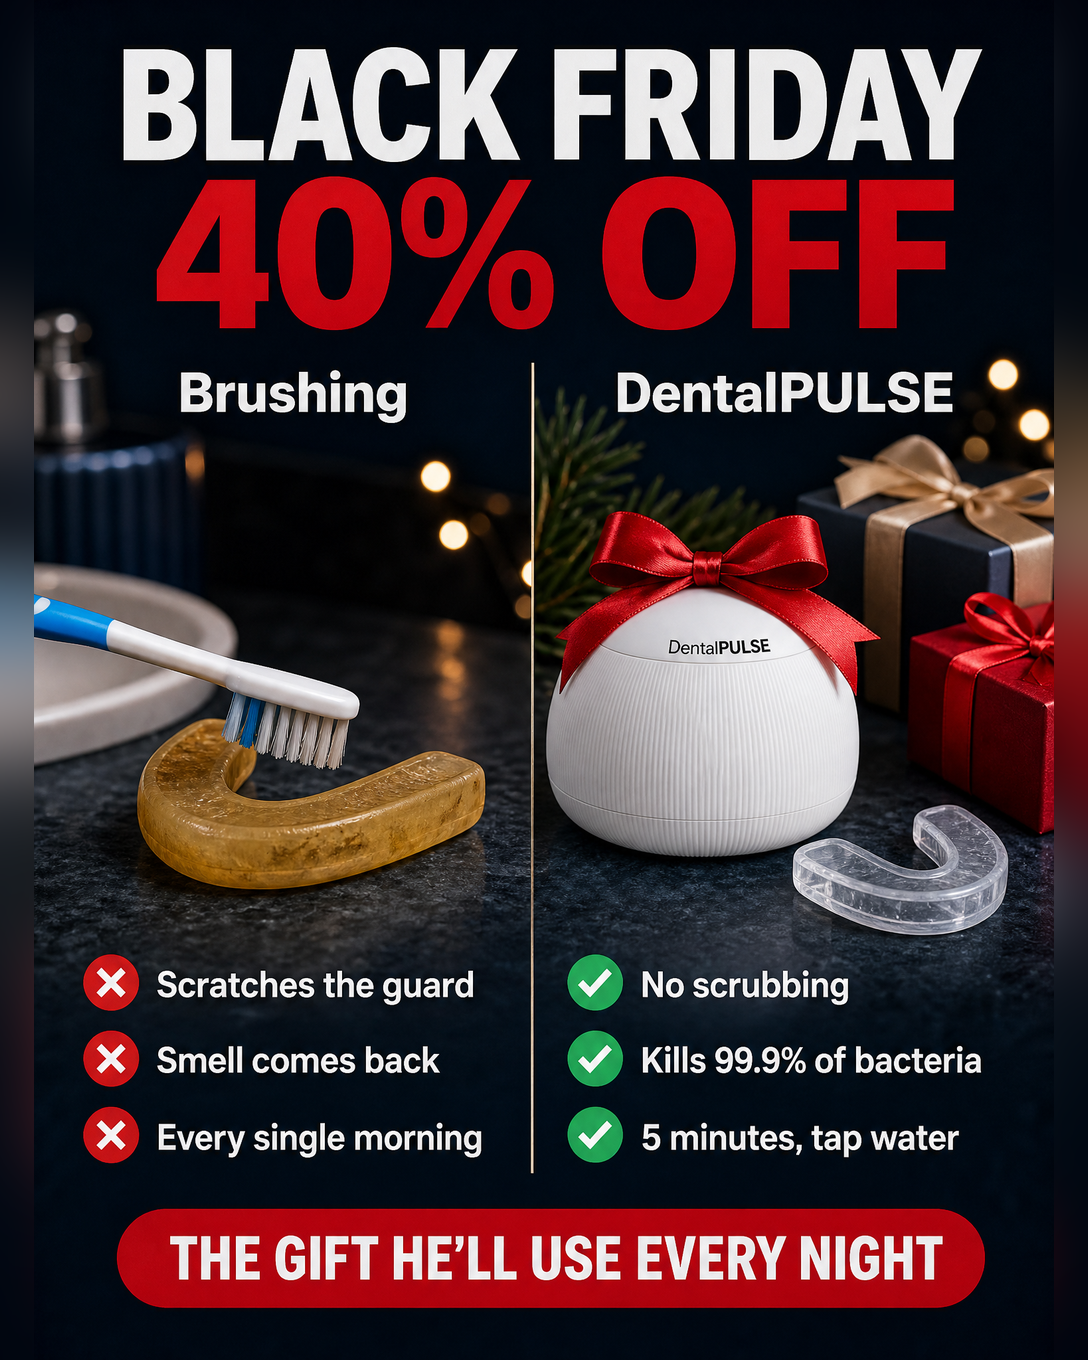 BLACK FRIDAY
40% OFF
Brushing
DentalPULSE
DentalPULSE
Scratches the guard
Smell comes back
Every single morning
No scrubbing
Kills 99.9% of bacteria
5 minutes, tap water
THE GIFT HE’LL USE EVERY NIGHT